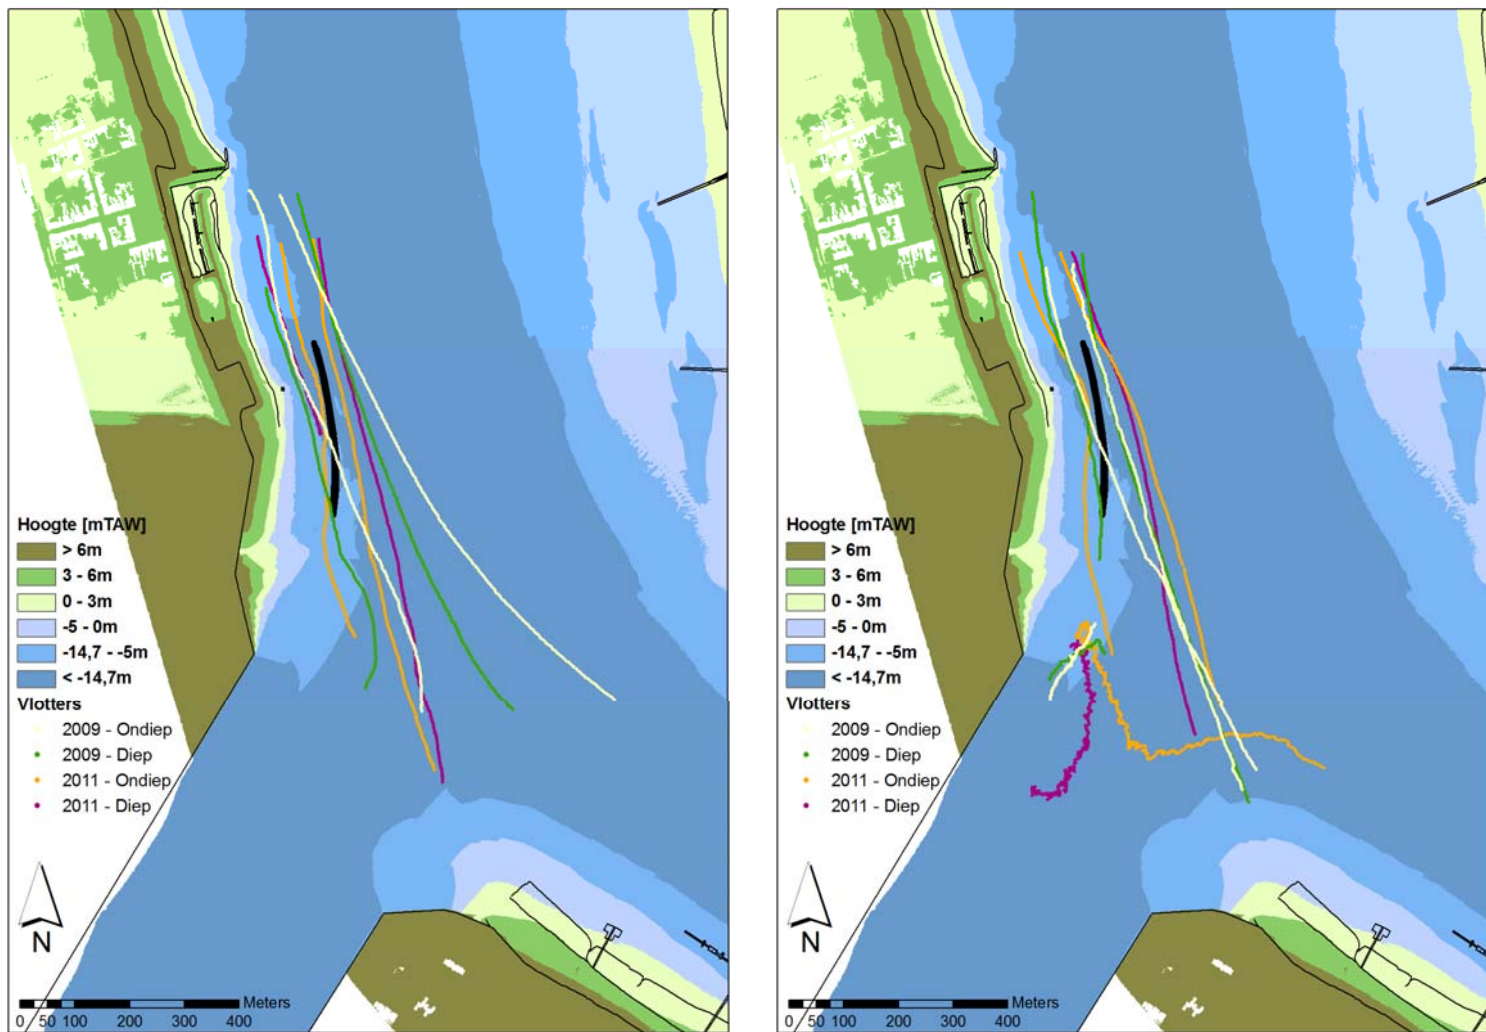 Hoogte [mTAW]
> 6m
3 - 6m
0 - 3m
-5 - 0m
-14,7 - -5m
< -14,7m
Vlotters
2009 - Ondiep
2009 - Diep
2011 - Ondiep
2011 - Diep
N
Meters
0 50 100 200 300 400
Hoogte [mTAW]
> 6m
3 - 6m
0 - 3m
-5 - 0m
-14,7 - -5m
< -14,7m
Vlotters
2009 - Ondiep
2009 - Diep
2011 - Ondiep
2011 - Diep
N
Meters
0 50 100 200 300 400